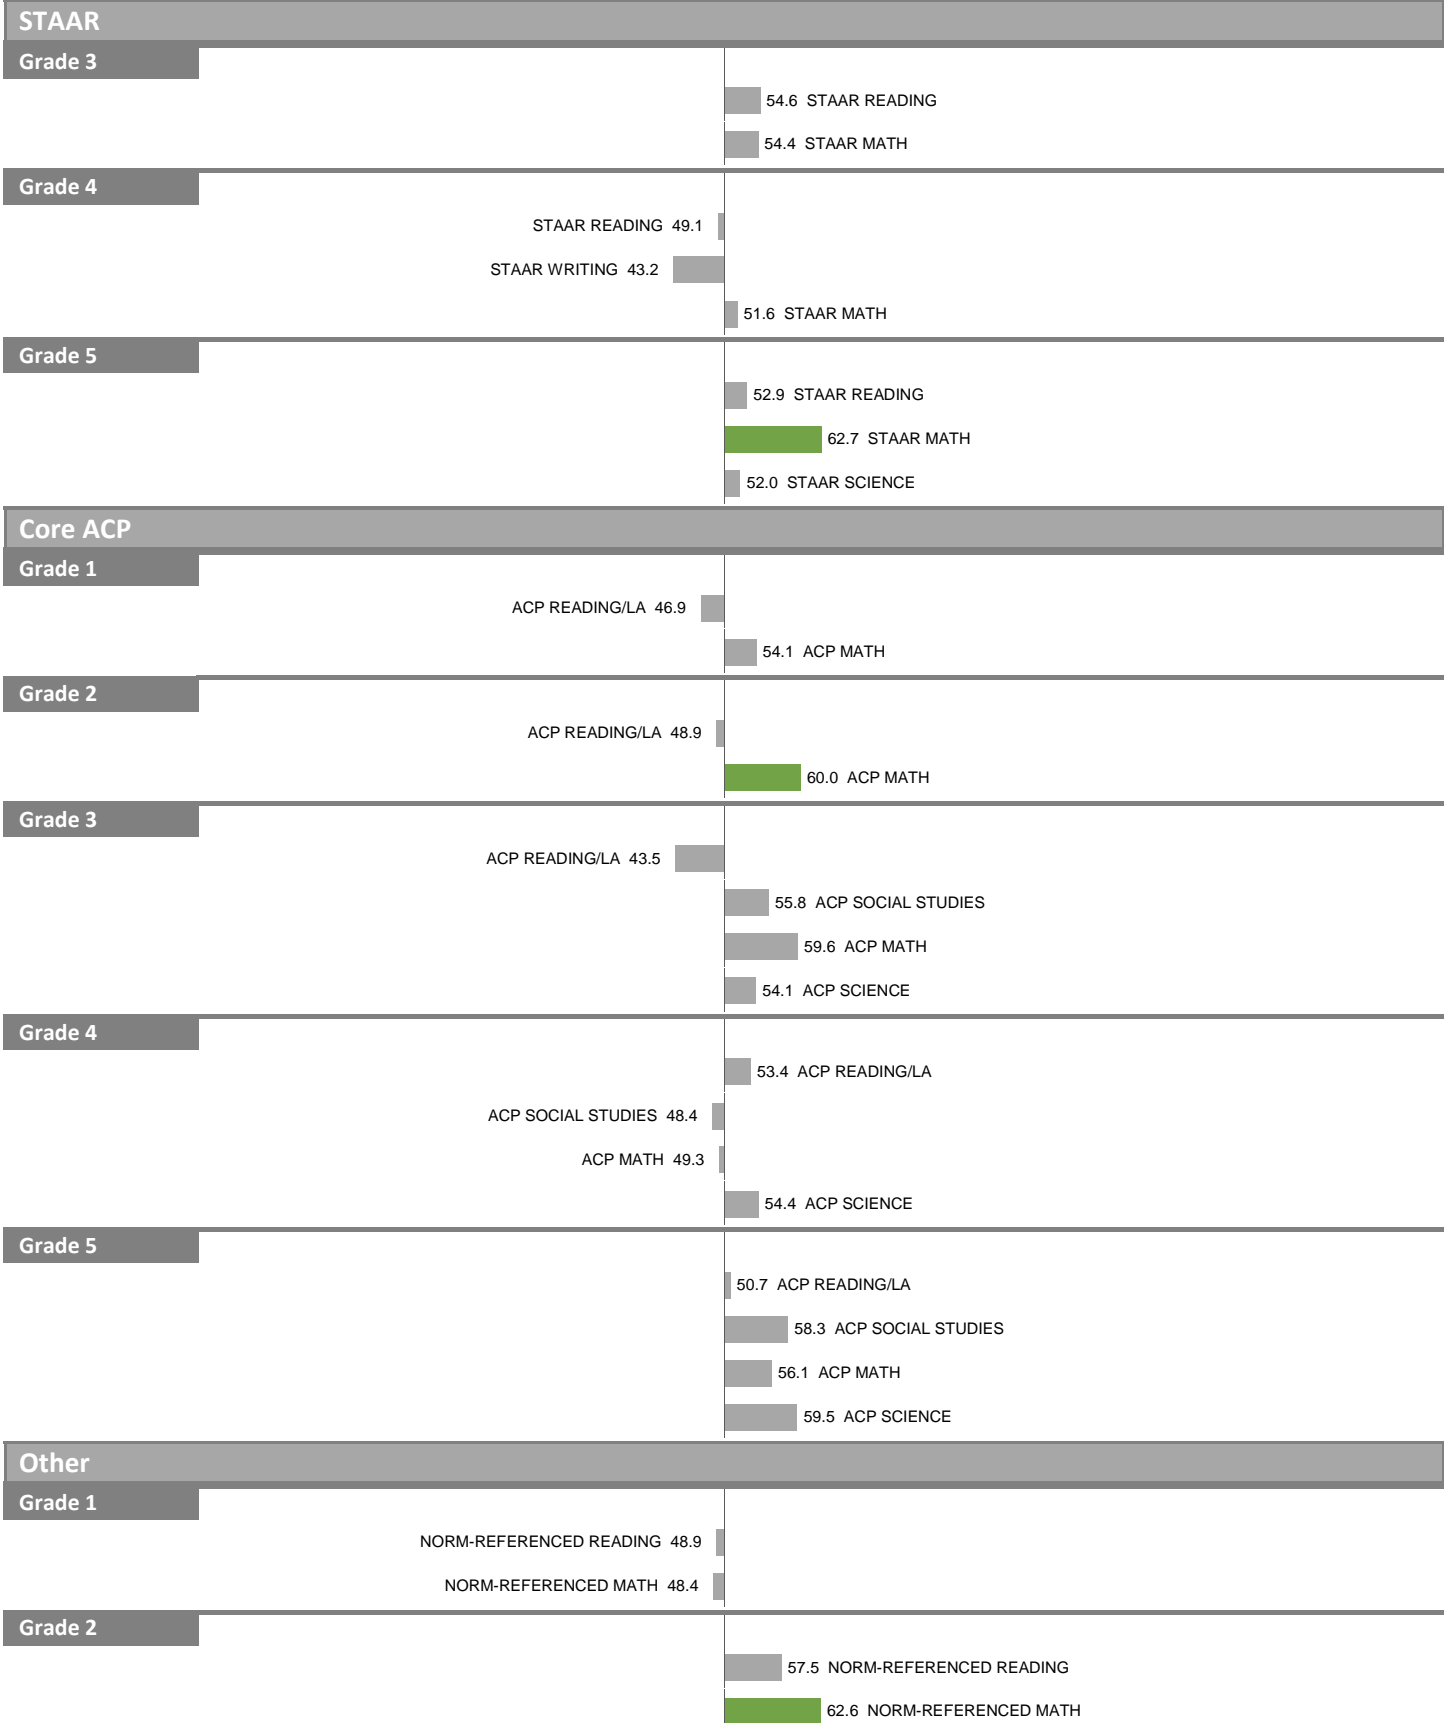 STAAR
Grade 3
54.6 STAAR READING
54.4 STAAR MATH
Grade 4
STAAR READING 49.1
STAAR WRITING 43.2
51.6 STAAR MATH
Grade 5
52.9 STAAR READING
62.7 STAAR MATH
52.0 STAAR SCIENCE
Core ACP
Grade 1
ACP READING/LA 46.9
54.1 ACP MATH
Grade 2
ACP READING/LA 48.9
60.0 ACP MATH
Grade 3
ACP READING/LA 43.5
55.8 ACP SOCIAL STUDIES
59.6 ACP MATH
54.1 ACP SCIENCE
Grade 4
53.4 ACP READING/LA
ACP SOCIAL STUDIES 48.4
ACP MATH 49.3
54.4 ACP SCIENCE
Grade 5
50.7 ACP READING/LA
58.3 ACP SOCIAL STUDIES
56.1 ACP MATH
59.5 ACP SCIENCE
Other
Grade 1
NORM-REFERENCED READING 48.9
NORM-REFERENCED MATH 48.4
Grade 2
57.5 NORM-REFERENCED READING
62.6 NORM-REFERENCED MATH